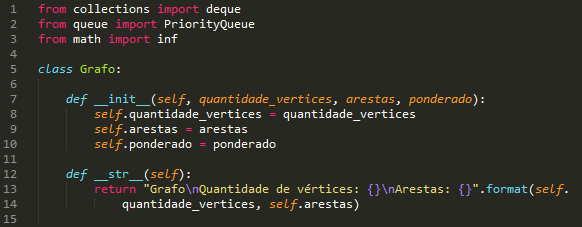 1 from collections import deque
2 from queue import PriorityQueue
3 from math import inf
4
5 class Grafo:
6
7     def __init__(self, quantidade_vertices, arestas, ponderado):
8         self.quantidade_vertices = quantidade_vertices
9         self.arestas = arestas
10         self.ponderado = ponderado
11
12     def __str__(self):
13         return "Grafo\nQuantidade de vértices: {}\nArestas: {}".format(self.
14             quantidade_vertices, self.arestas)
15